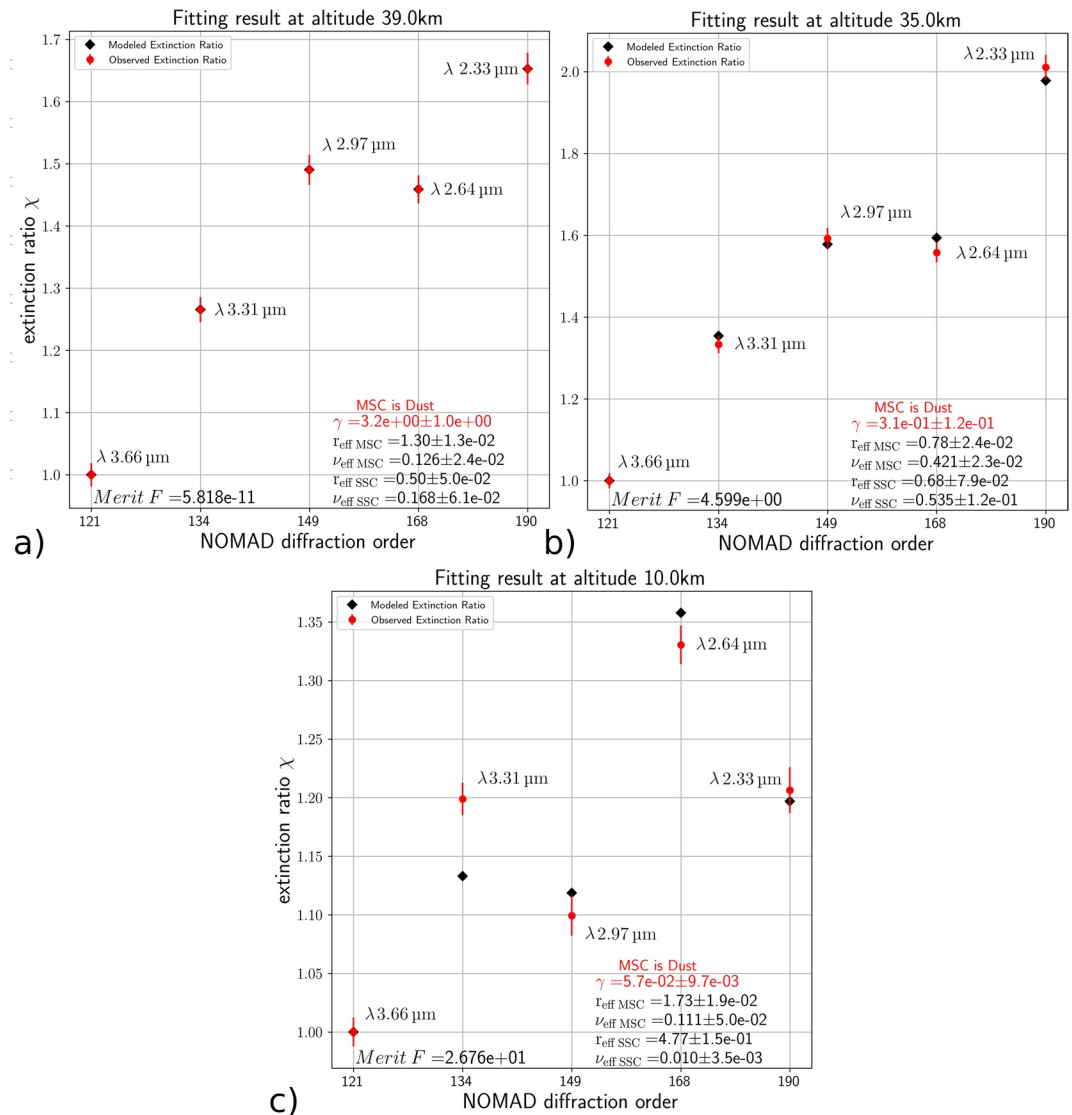 Fitting result at altitude 39.0km
Modeled Extinction Ratio
Observed Extinction Ratio
extinction ratio χ
1.7
1.6
1.5
1.4
1.3
1.2
1.1
1.0
λ 2.33 µm
λ 2.97 µm
λ 2.64 µm
λ 3.31 µm
λ 3.66 µm
MSC is Dust
γ =3.2e+00±1.0e+00
r_eff MSC =1.30±1.3e-02
ν_eff MSC =0.126±2.4e-02
r_eff SSC =0.50±5.0e-02
ν_eff SSC =0.168±6.1e-02
Merit F =5.818e-11
121 134 149 168 190
NOMAD diffraction order
a)
Fitting result at altitude 35.0km
Modeled Extinction Ratio
Observed Extinction Ratio
2.0
1.8
1.6
1.4
1.2
1.0
λ 2.33 µm
λ 2.97 µm
λ 2.64 µm
λ 3.31 µm
λ 3.66 µm
MSC is Dust
γ =3.1e-01±1.2e-01
r_eff MSC =0.78±2.4e-02
ν_eff MSC =0.421±2.3e-02
r_eff SSC =0.68±7.9e-02
ν_eff SSC =0.535±1.2e-01
Merit F =4.599e+00
121 134 149 168 190
NOMAD diffraction order
b)
Fitting result at altitude 10.0km
Modeled Extinction Ratio
Observed Extinction Ratio
extinction ratio χ
1.35
1.30
1.25
1.20
1.15
1.10
1.05
1.00
λ 2.64 µm
λ 3.31 µm
λ 2.33 µm
λ 2.97 µm
λ 3.66 µm
MSC is Dust
γ =5.7e-02±9.7e-03
r_eff MSC =1.73±1.9e-02
ν_eff MSC =0.111±5.0e-02
r_eff SSC =4.77±1.5e-01
ν_eff SSC =0.010±3.5e-03
Merit F =2.676e+01
121 134 149 168 190
NOMAD diffraction order
c)